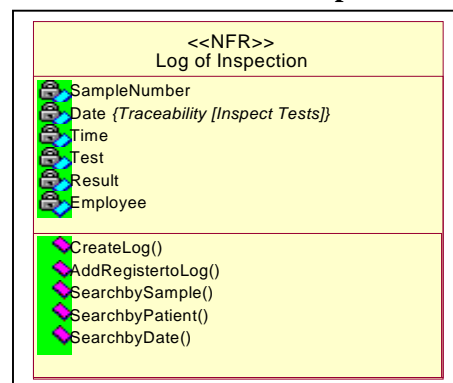 <<NFR>>
Log of Inspection
SampleNumber
Date {Traceability [Inspect Tests]}
Time
Test
Result
Employee
CreateLog()
AddRegistertoLog()
SearchbySample()
SearchbyPatient()
SearchbyDate()